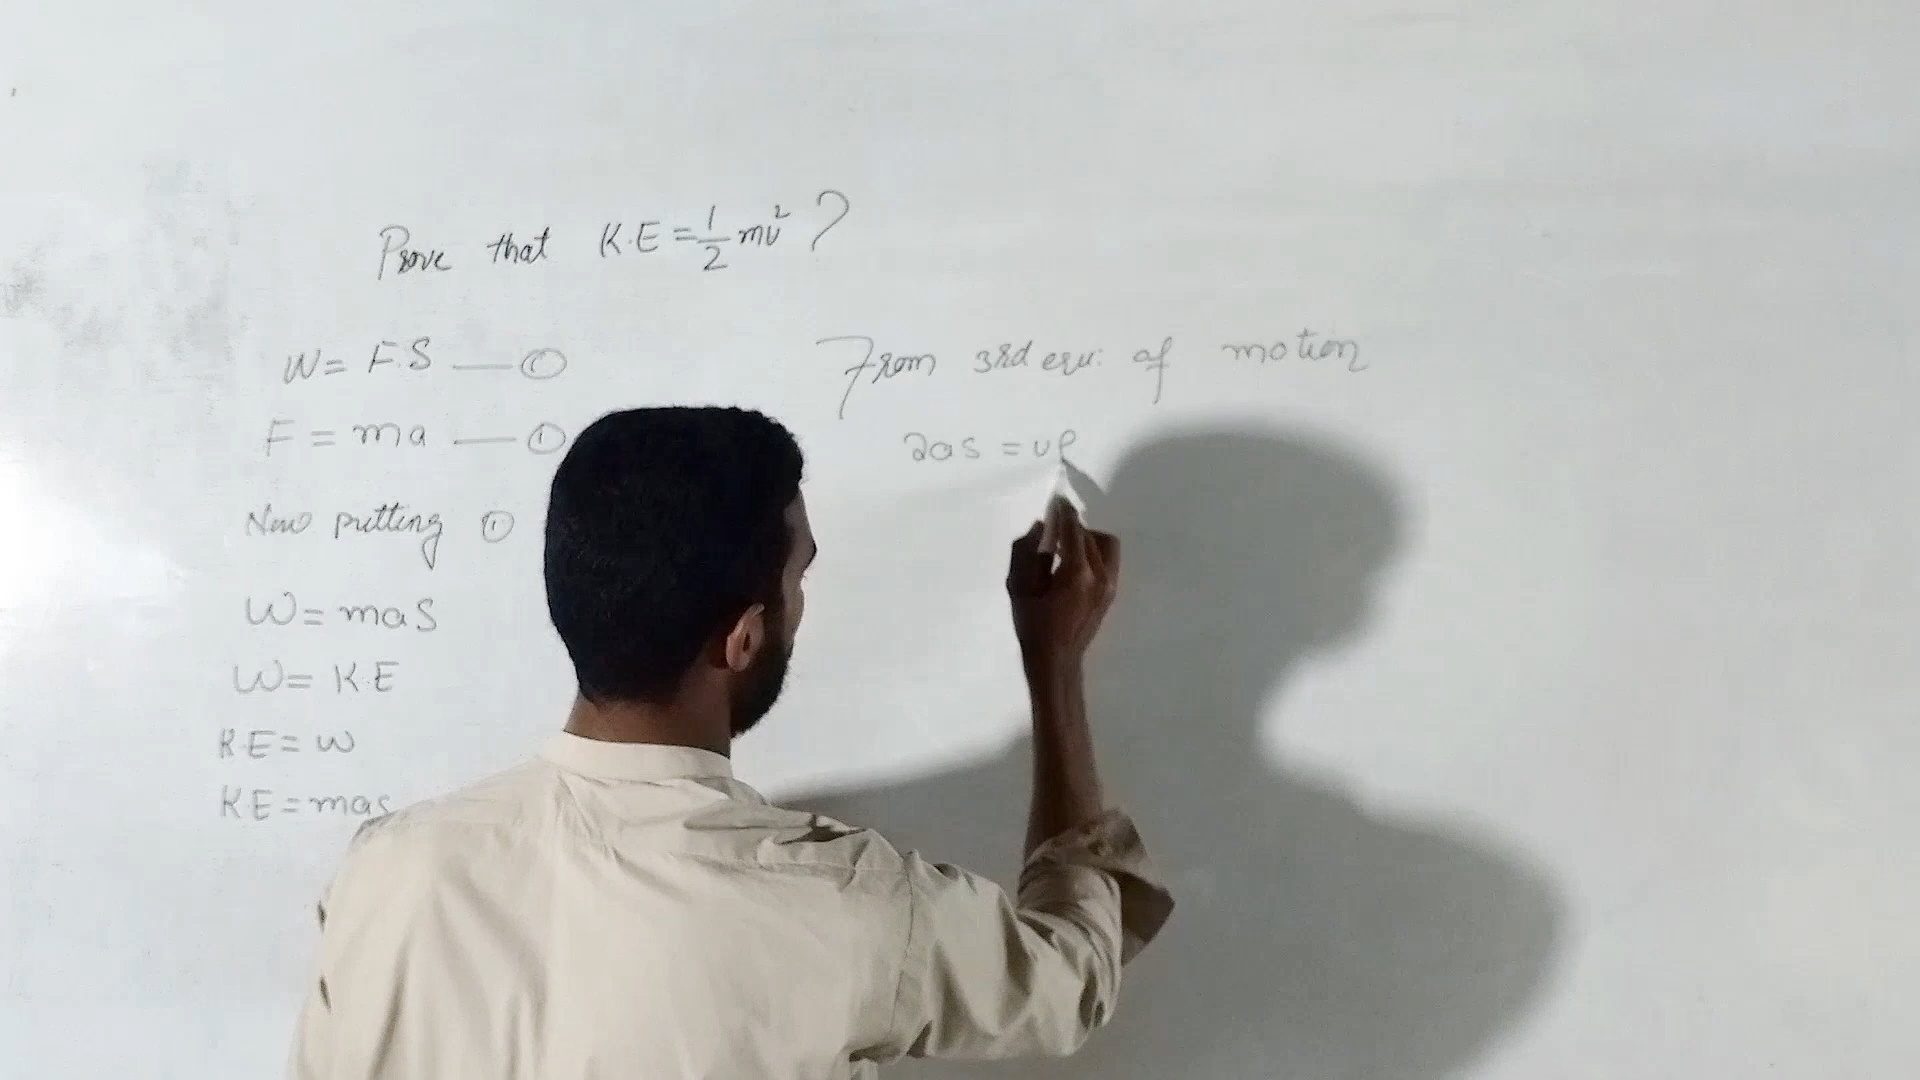 Prove that K.E = 1/2 mv² ?
W = F.S — ①
F = ma — ①
Now putting ①
W = mas
W = K.E
K.E = W
K.E = mas
From 3rd equ: of motion
2as = vf